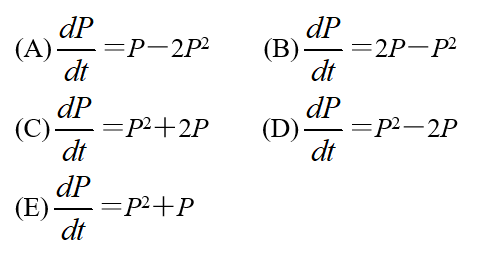 (A) dP/dt =P−2P² (B) dP/dt =2P−P²
(C) dP/dt =P²+2P (D) dP/dt =P²−2P
(E) dP/dt =P²+P